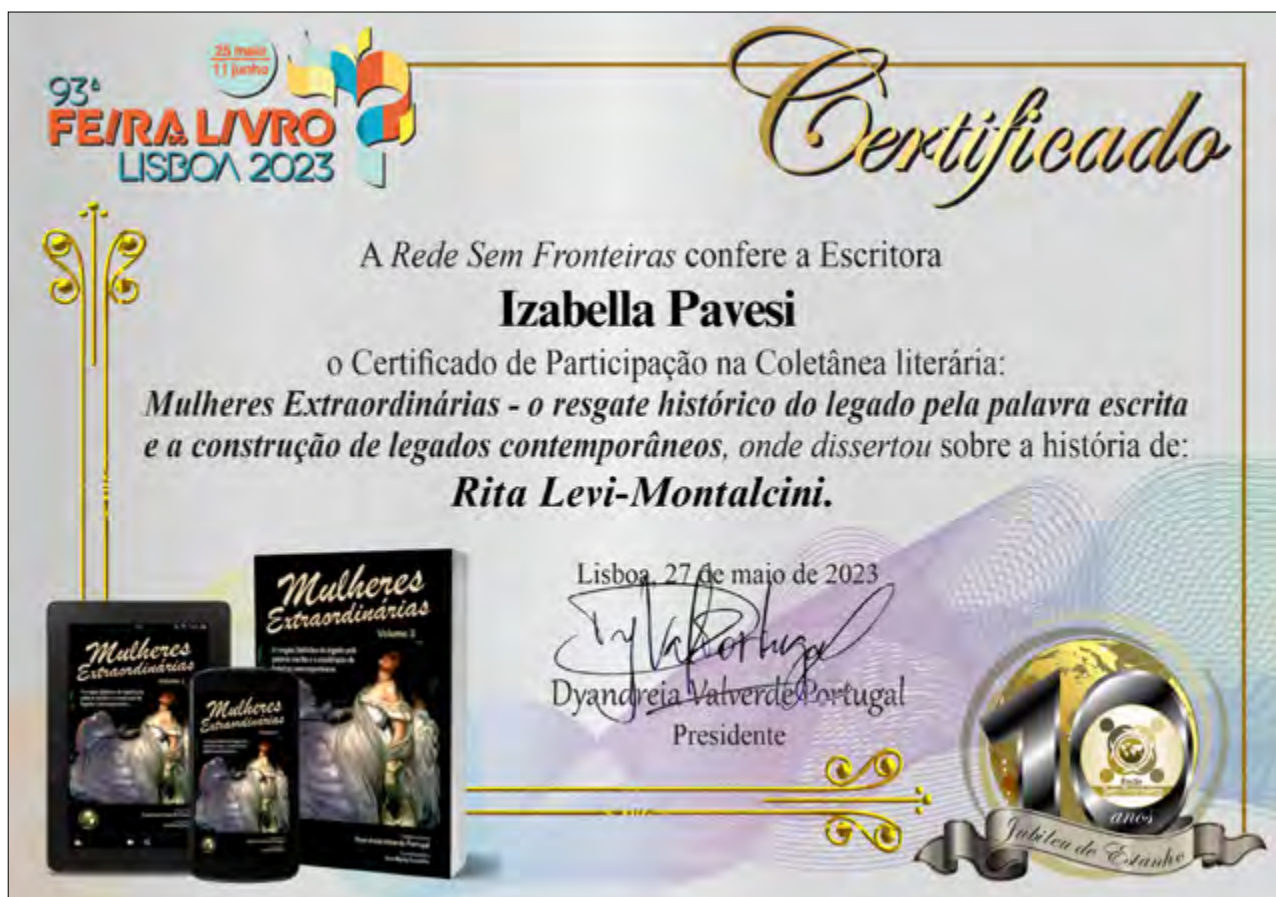 25 maio
11 junho
93ª
FEIRA DO LIVRO
LISBOA 2023
Certificado
A Rede Sem Fronteiras confere a Escritora
Izabella Pavesi
o Certificado de Participação na Coletânea literária:
Mulheres Extraordinárias - o resgate histórico do legado pela palavra escrita
e a construção de legados contemporâneos, onde dissertou sobre a história de:
Rita Levi-Montalcini.
Lisboa, 27 de maio de 2023
Dyandreia Valverde Portugal
Presidente
Mulheres
Extraordinárias
Mulheres
Extraordinárias
Mulheres
Extraordinárias
10
anos
Jubileu de Estanho